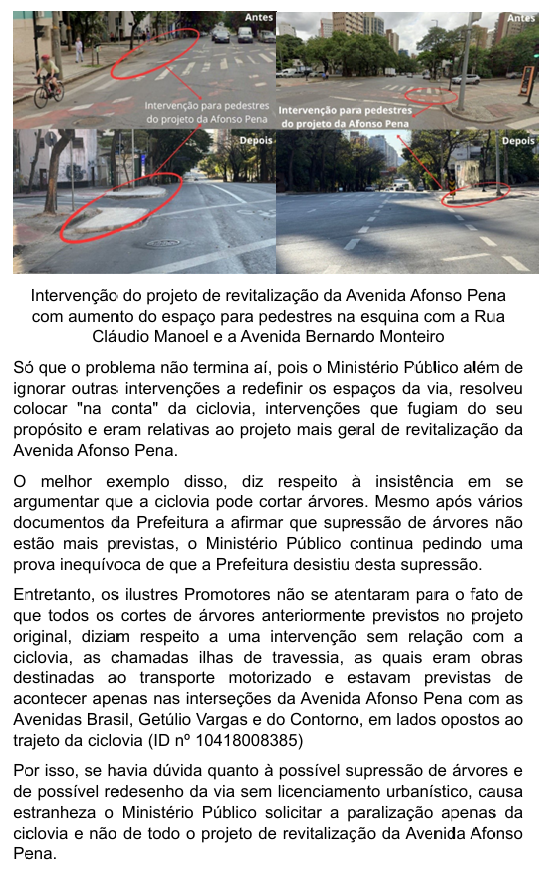 Antes
Antes
Intervenção para pedestres
do projeto da Afonso Pena
Intervenção para pedestres
do projeto da Afonso Pena
Depois
Depois
Intervenção do projeto de revitalização da Avenida Afonso Pena
com aumento do espaço para pedestres na esquina com a Rua
Cláudio Manoel e a Avenida Bernardo Monteiro
Só que o problema não termina aí, pois o Ministério Público além de
ignorar outras intervenções a redefinir os espaços da via, resolveu
colocar "na conta" da ciclovia, intervenções que fugiam do seu
propósito e eram relativas ao projeto mais geral de revitalização da
Avenida Afonso Pena.
O melhor exemplo disso, diz respeito à insistência em se
argumentar que a ciclovia pode cortar árvores. Mesmo após vários
documentos da Prefeitura a afirmar que supressão de árvores não
estão mais previstas, o Ministério Público continua pedindo uma
prova inequívoca de que a Prefeitura desistiu desta supressão.
Entretanto, os ilustres Promotores não se atentaram para o fato de
que todos os cortes de árvores anteriormente previstos no projeto
original, diziam respeito a uma intervenção sem relação com a
ciclovia, as chamadas ilhas de travessia, as quais eram obras
destinadas ao transporte motorizado e estavam previstas de
acontecer apenas nas interseções da Avenida Afonso Pena com as
Avenidas Brasil, Getúlio Vargas e do Contorno, em lados opostos ao
trajeto da ciclovia (ID nº 10418008385)
Por isso, se havia dúvida quanto à possível supressão de árvores e
de possível redesenho da via sem licenciamento urbanístico, causa
estranheza o Ministério Público solicitar a paralização apenas da
ciclovia e não de todo o projeto de revitalização da Avenida Afonso
Pena.